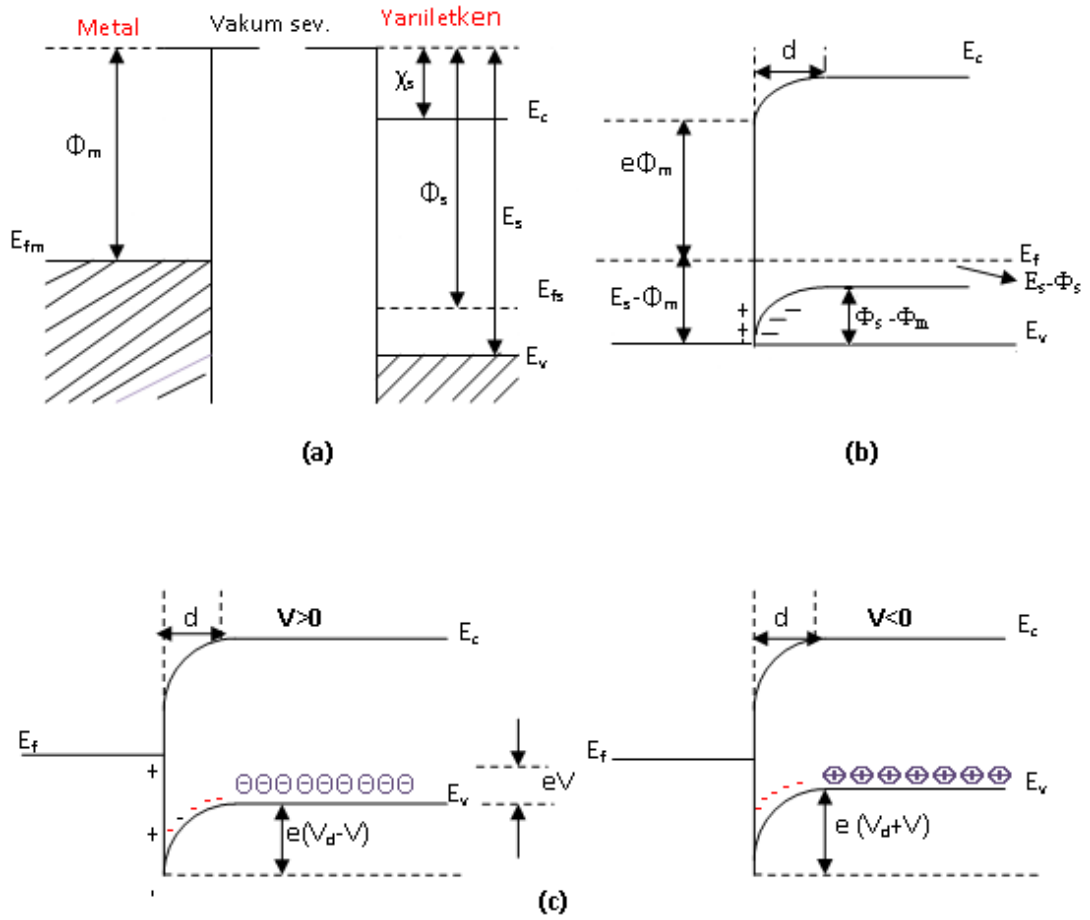 Metal Vakum sev. Yarıiletken
χs
Ec
Φm
Φs
Es
Efm
Efs
Ev
(a)
d
Ec
eΦm
Ef
Es-Φs
Es-Φm
+
+
Φs -Φm
Ev
(b)
d V>0
Ec
Ef
+
eV
Ev
+
e(Vd-V)
d V<0
Ec
Ef
Ev
e (Vd+V)
(c)